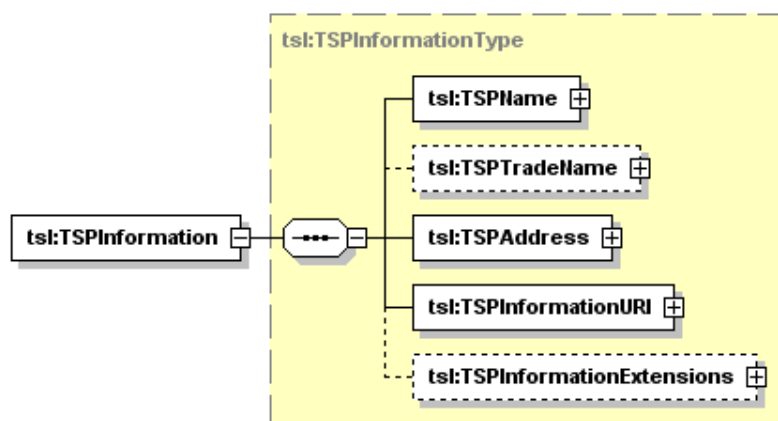 tsl:TSPInformationType
tsl:TSPName
tsl:TSPTradeName
tsl:TSPInformation
tsl:TSPAddress
tsl:TSPInformationURI
tsl:TSPInformationExtensions